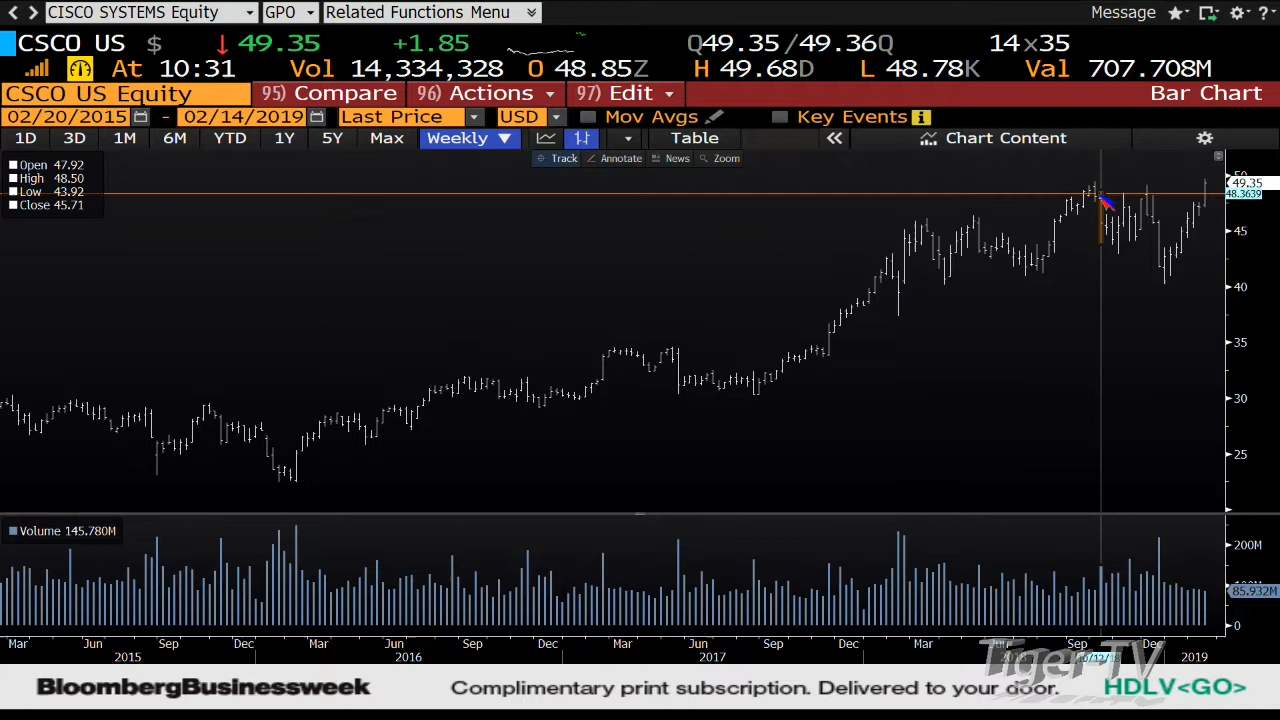 CISCO SYSTEMS Equity GPO Related Functions Menu Message ?
CSCO US $ ↓ 49.35 +1.85 Q49.35/49.36Q 14×35
At 10:31 Vol 14,334,328 O 48.85Z H 49.68D L 48.78K Val 707.708M
CSCO US Equity 95) Compare 96) Actions 97) Edit Bar Chart
02/20/2015 - 02/14/2019 Last Price USD Mov Avgs Key Events i
1D 3D 1M 6M YTD 1Y 5Y Max Weekly ▼ Table « Chart Content
Track Annotate News Zoom
Open 47.92
High 48.50
Low 43.92
Close 45.71
49.35
48.3639
45
40
35
30
25
Volume 145.780M
200M
85.932M
0
Mar Jun Sep Dec Mar Jun Sep Dec Mar Jun Sep Dec Mar Jun Sep Dec
2015 2016 2017 2019
Tiger TV
BloombergBusinessweek Complimentary print subscription. Delivered to your door. HDLV<GO>